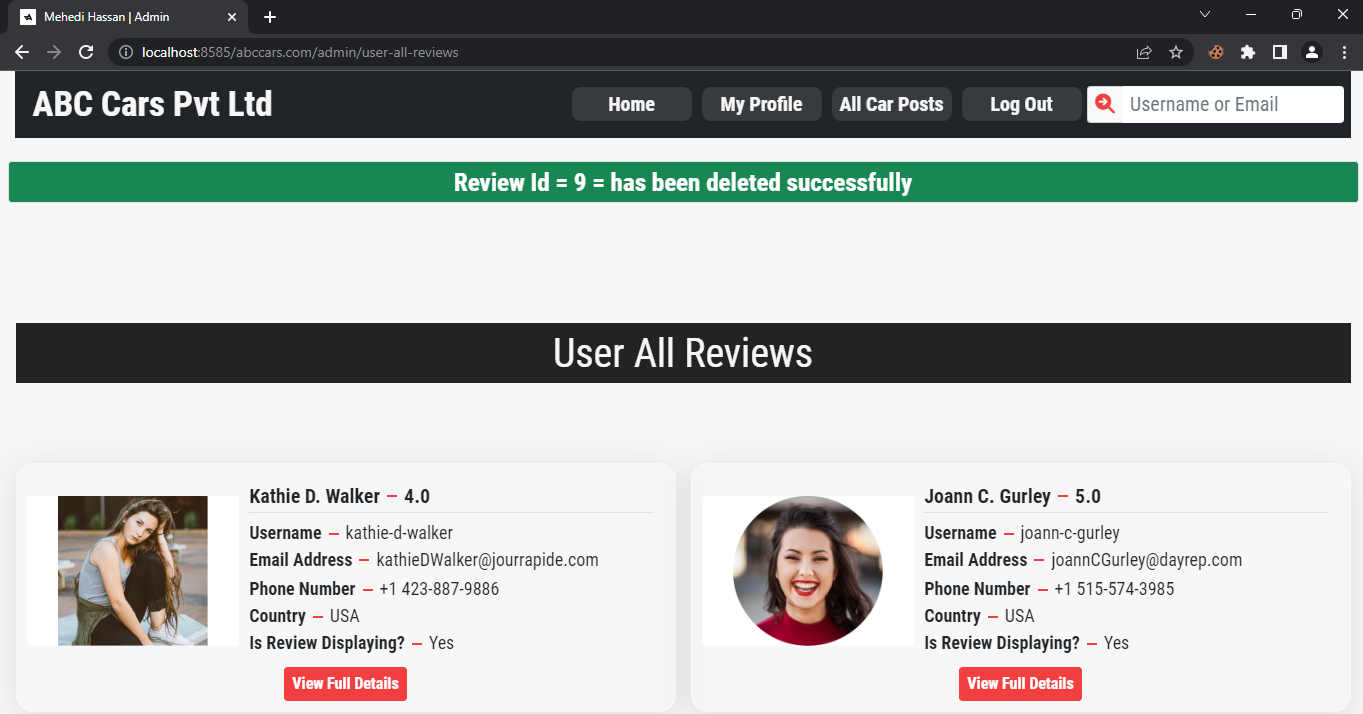 Mehedi Hassan | Admin
localhost:8585/abccars.com/admin/user-all-reviews
ABC Cars Pvt Ltd
Home
My Profile
All Car Posts
Log Out
Username or Email
Review Id = 9 = has been deleted successfully
User All Reviews
Kathie D. Walker — 4.0
Username — kathie-d-walker
Email Address — kathieDWalker@jourrapide.com
Phone Number — +1 423-887-9886
Country — USA
Is Review Displaying? — Yes
View Full Details
Joann C. Gurley — 5.0
Username — joann-c-gurley
Email Address — joannCGurley@dayrep.com
Phone Number — +1 515-574-3985
Country — USA
Is Review Displaying? — Yes
View Full Details